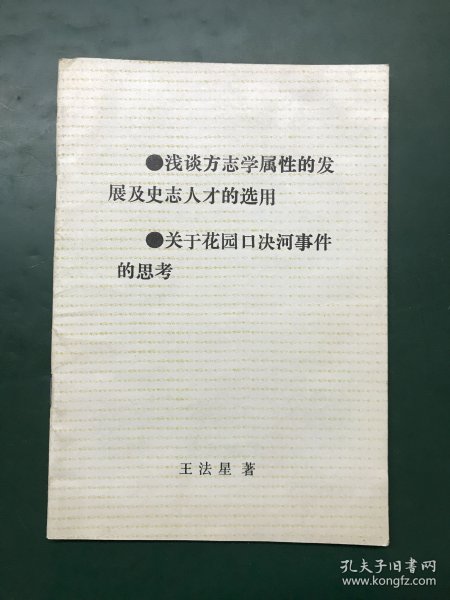 ●浅谈方志学属性的发
展及史志人才的选用
●关于花园口决河事件
的思考
王法星 著
孔夫子旧书网
www.kongfz.com